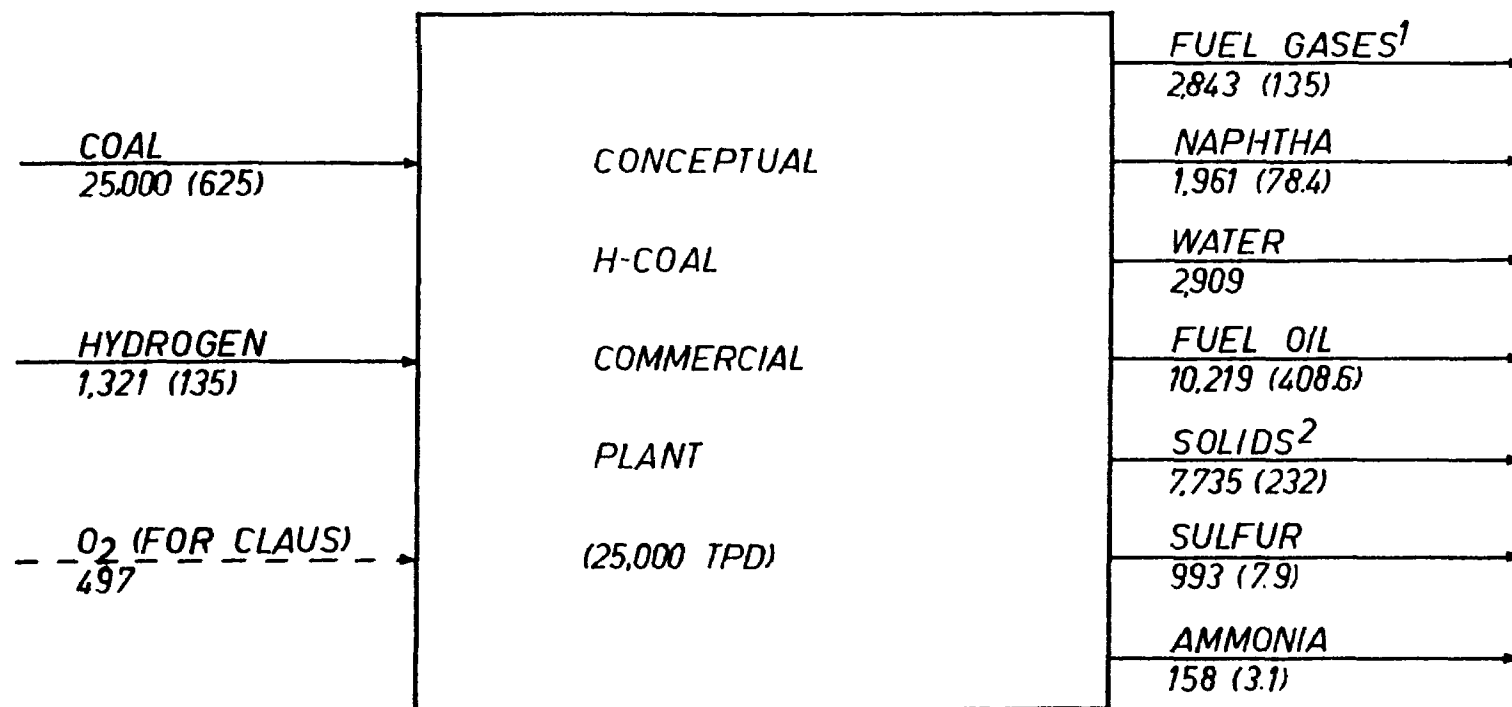 COAL
25,000 (625)
HYDROGEN
1,321 (135)
O2 (FOR CLAUS)
497
CONCEPTUAL
H-COAL
COMMERCIAL
PLANT
(25,000 TPD)
FUEL GASES1
2,843 (135)
NAPHTHA
1,961 (78.4)
WATER
2,909
FUEL OIL
10,219 (408.6)
SOLIDS2
7,735 (232)
SULFUR
993 (7.9)
AMMONIA
158 (3.1)